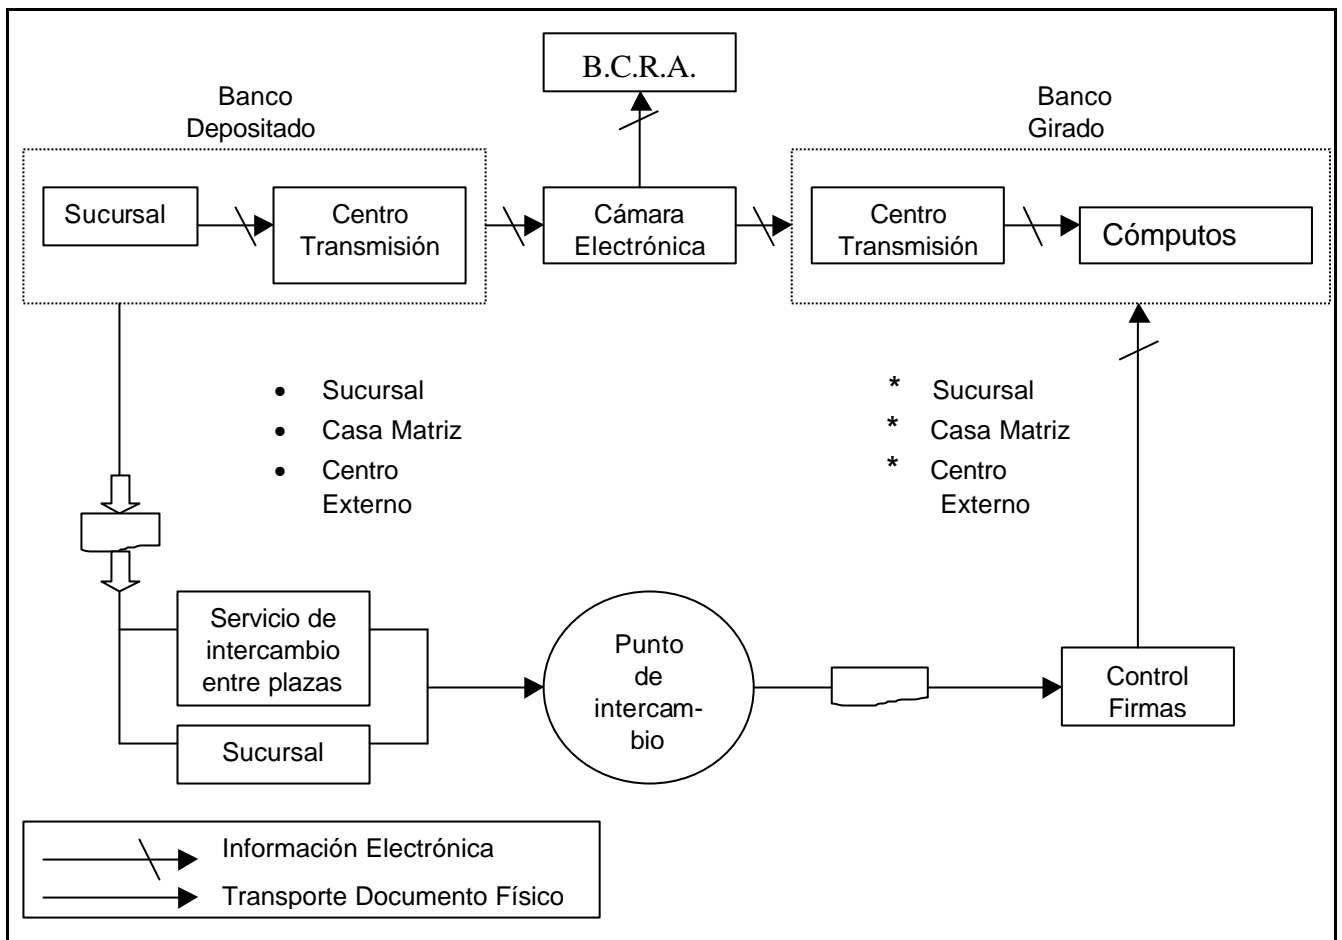 B.C.R.A.
Banco
Depositado
Banco
Girado
Sucursal
Centro
Transmisión
Cámara
Electrónica
Centro
Transmisión
Cómputos
• Sucursal
• Casa Matriz
• Centro
Externo
* Sucursal
* Casa Matriz
* Centro
Externo
Servicio de
intercambio
entre plazas
Sucursal
Punto
de
intercam-
bio
Control
Firmas
Información Electrónica
Transporte Documento Físico